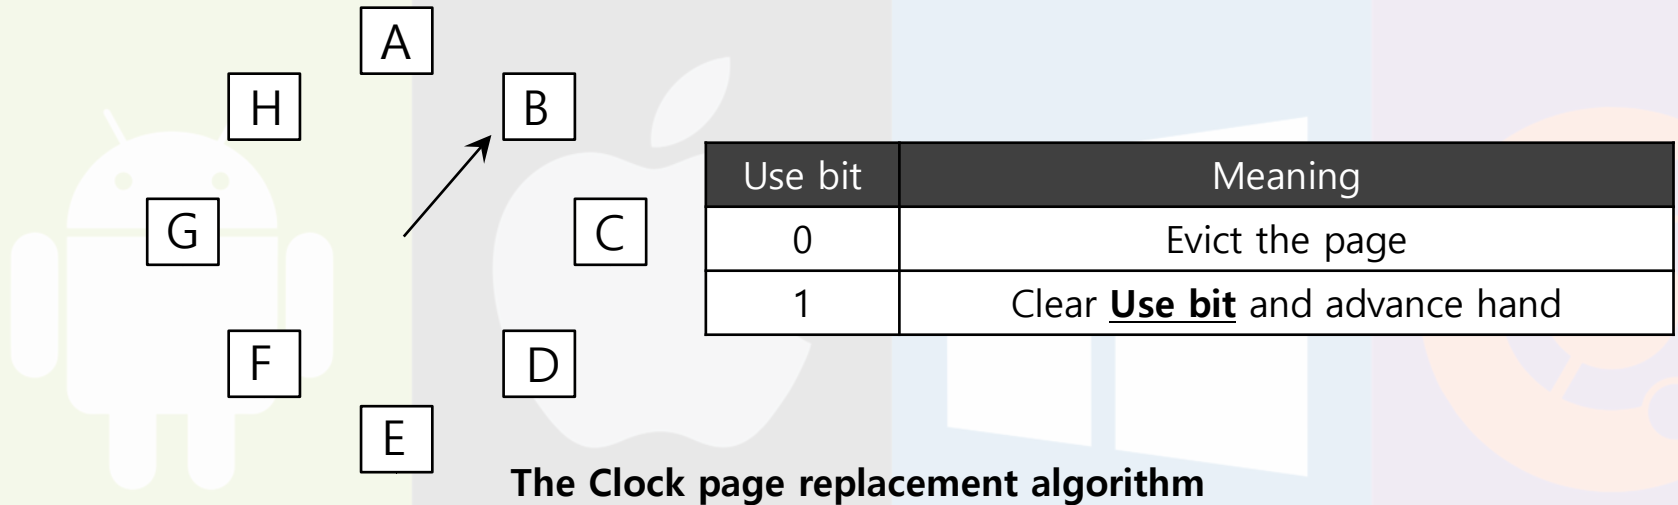 A
H
B
G
C
F
D
E
Use bit Meaning
0 Evict the page
1 Clear Use bit and advance hand
The Clock page replacement algorithm